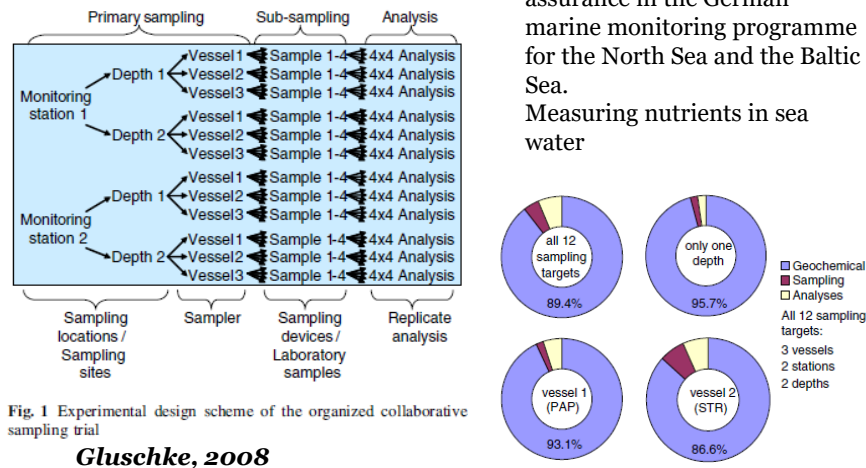 Primary sampling Sub-sampling Analysis
Vessel1 Sample 1-4 4x4 Analysis
Depth 1 Vessel2 Sample 1-4 4x4 Analysis
Vessel3 Sample 1-4 4x4 Analysis
Monitoring
station 1
Vessel1 Sample 1-4 4x4 Analysis
Depth 2 Vessel2 Sample 1-4 4x4 Analysis
Vessel3 Sample 1-4 4x4 Analysis
Vessel1 Sample 1-4 4x4 Analysis
Depth 1 Vessel2 Sample 1-4 4x4 Analysis
Vessel3 Sample 1-4 4x4 Analysis
Monitoring
station 2
Vessel1 Sample 1-4 4x4 Analysis
Depth 2 Vessel2 Sample 1-4 4x4 Analysis
Vessel3 Sample 1-4 4x4 Analysis
Sampling
locations /
Sampling
sites
Sampler
Sampling
devices /
Laboratory
samples
Replicate
analysis
Fig. 1 Experimental design scheme of the organized collaborative
sampling trial
Gluschke, 2008
assurance in the German
marine monitoring programme
for the North Sea and the Baltic
Sea.
Measuring nutrients in sea
water
all 12
sampling
targets
89.4%
only one
depth
95.7%
vessel 1
(PAP)
93.1%
vessel 2
(STR)
86.6%
Geochemical
Sampling
Analyses
All 12 sampling
targets:
3 vessels
2 stations
2 depths